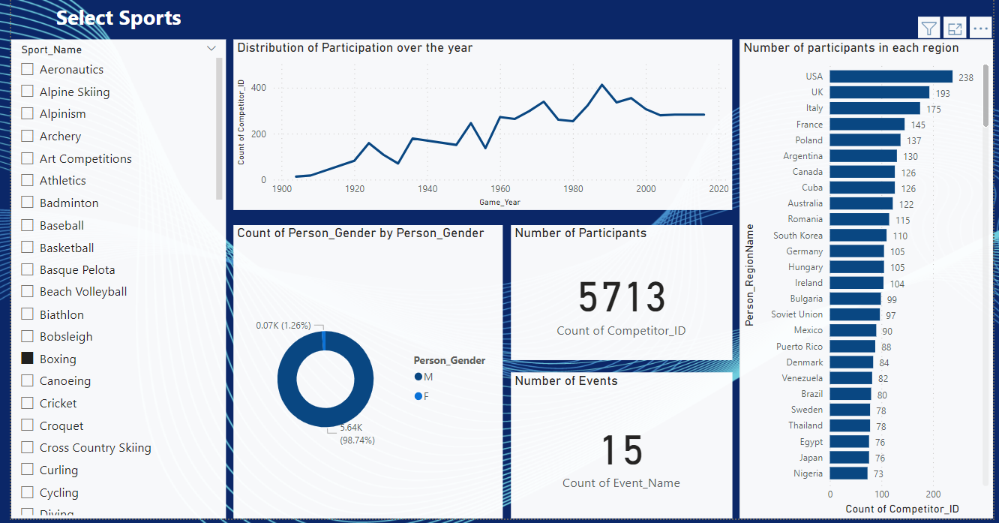 Select Sports
Sport_Name
Aeronautics
Alpine Skiing
Alpinism
Archery
Art Competitions
Athletics
Badminton
Baseball
Basketball
Basque Pelota
Beach Volleyball
Biathlon
Bobsleigh
Boxing
Canoeing
Cricket
Croquet
Cross Country Skiing
Curling
Cycling
Diving
Distribution of Participation over the year
Count of Competitor_ID
400
200
0
1900 1920 1940 1960 1980 2000 2020
Game_Year
Count of Person_Gender by Person_Gender
0.07K (1.26%)
5.64K
(98.74%)
Person_Gender
M
F
Number of Participants
5713
Count of Competitor_ID
Number of Events
15
Count of Event_Name
Number of participants in each region
Person_RegionName
USA 238
UK 193
Italy 175
France 145
Poland 137
Argentina 130
Canada 126
Cuba 126
Australia 122
Romania 115
South Korea 110
Germany 105
Hungary 105
Ireland 104
Bulgaria 99
Soviet Union 97
Mexico 90
Puerto Rico 88
Denmark 84
Venezuela 82
Brazil 80
Sweden 78
Thailand 78
Egypt 76
Japan 76
Nigeria 73
0 100 200
Count of Competitor_ID